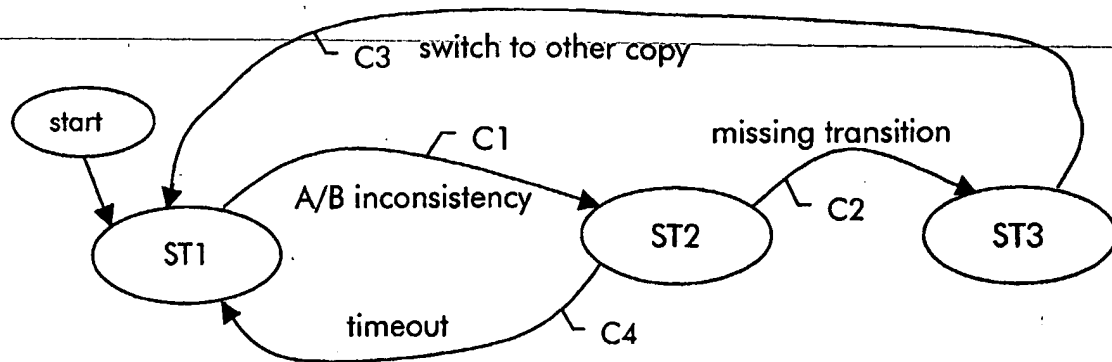 C3 switch to other copy
start
C1
missing transition
A/B inconsistency
C2
ST1
ST2
ST3
timeout
C4